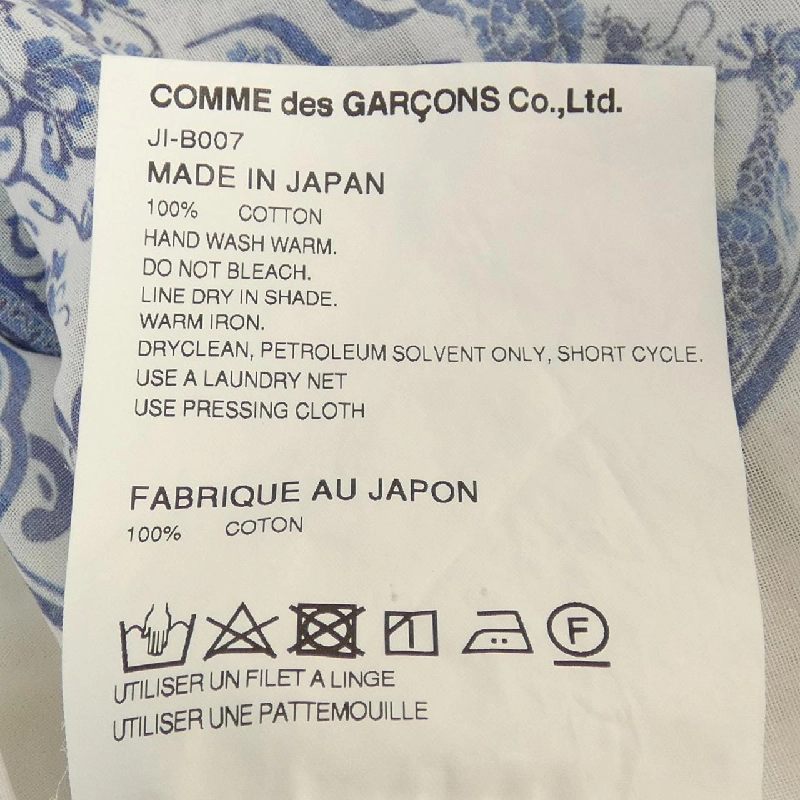 COMME des GARÇONS Co.,Ltd.
JI-B007
MADE IN JAPAN
100% COTTON
HAND WASH WARM.
DO NOT BLEACH.
LINE DRY IN SHADE.
WARM IRON.
DRYCLEAN, PETROLEUM SOLVENT ONLY, SHORT CYCLE.
USE A LAUNDRY NET
USE PRESSING CLOTH
FABRIQUE AU JAPON
100% COTON
F
UTILISER UN FILET A LINGE
UTILISER UNE PATTEMOUILLE